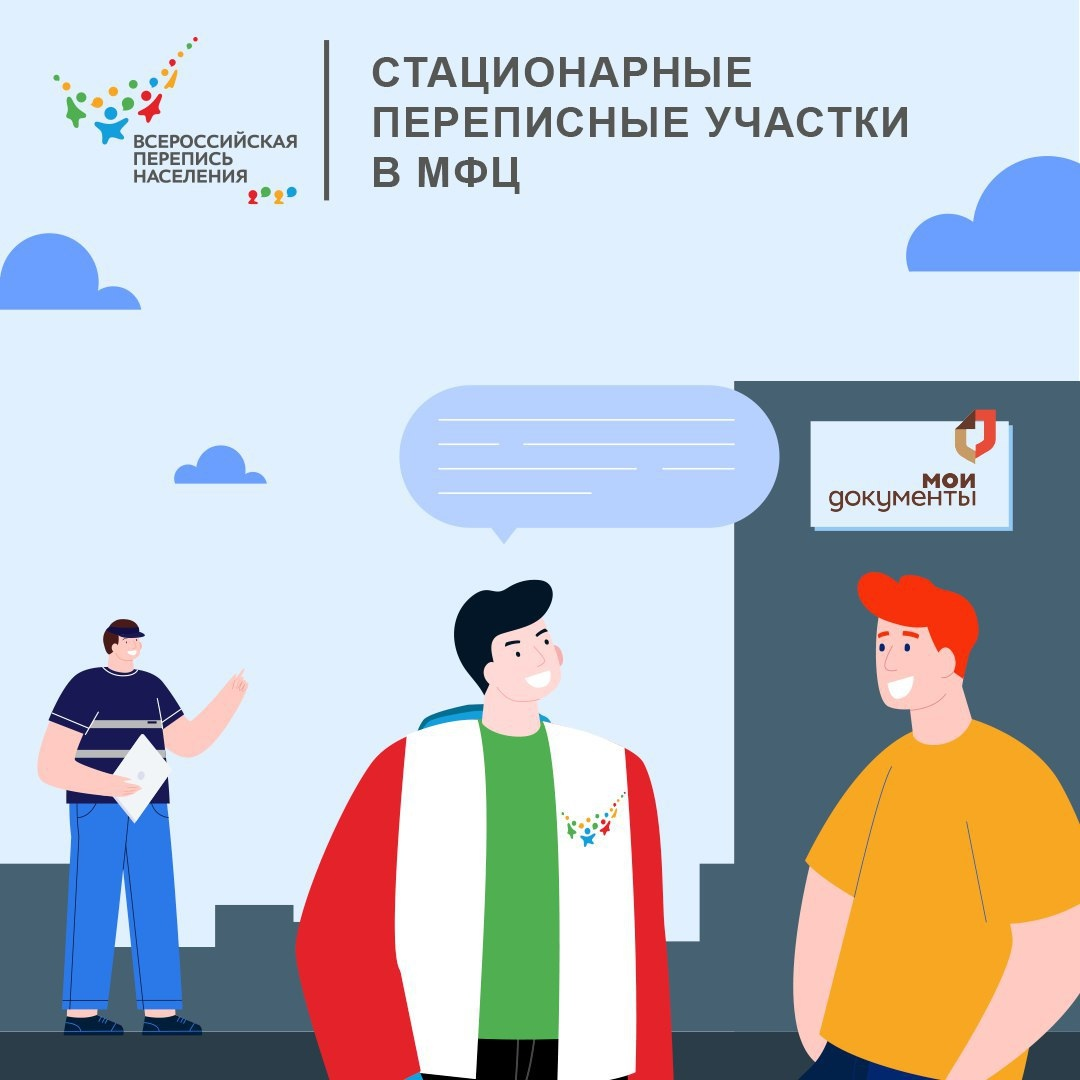 ВСЕРОССИЙСКАЯ
ПЕРЕПИСЬ
НАСЕЛЕНИЯ
2020
СТАЦИОНАРНЫЕ
ПЕРЕПИСНЫЕ УЧАСТКИ
В МФЦ
мои
документы